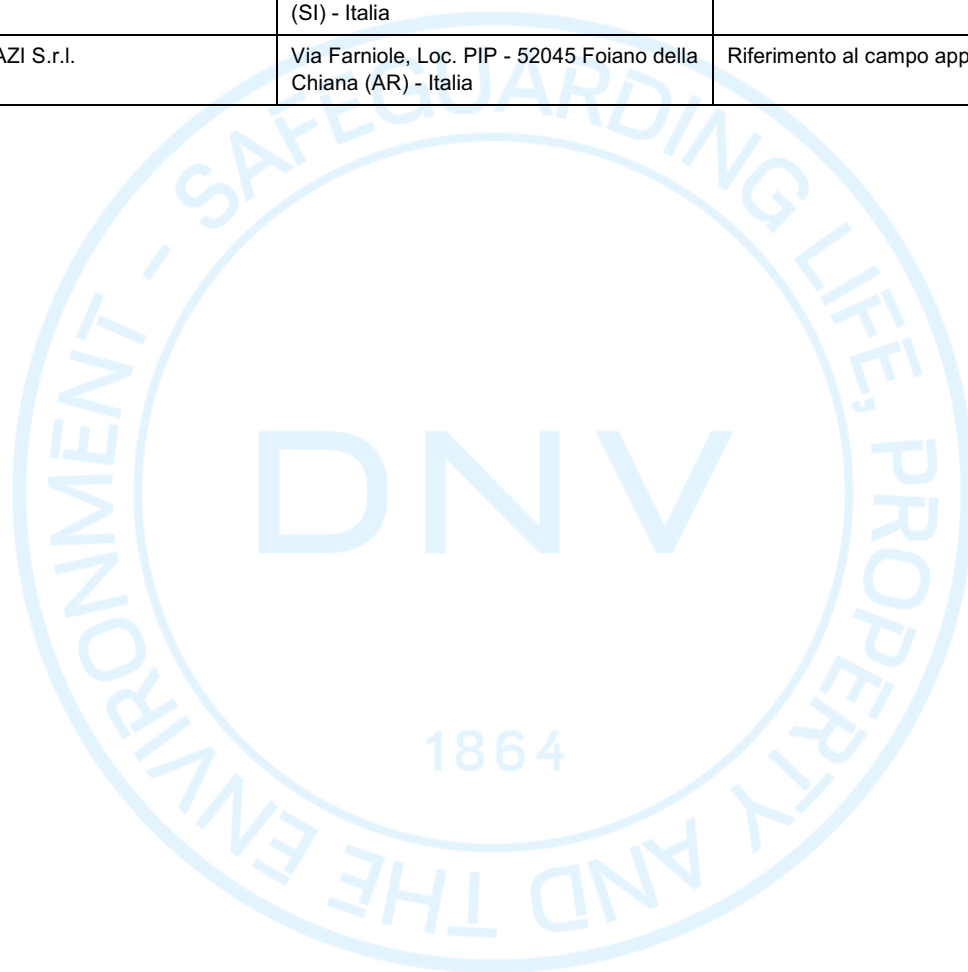 (SI) - Italia
AZI S.r.l.
Via Farniole, Loc. PIP - 52045 Foiano della
Chiana (AR) - Italia
Riferimento al campo app
SAFEGUARDING LIFE, PROPERTY AND THE ENVIRONMENT -
DNV
1864